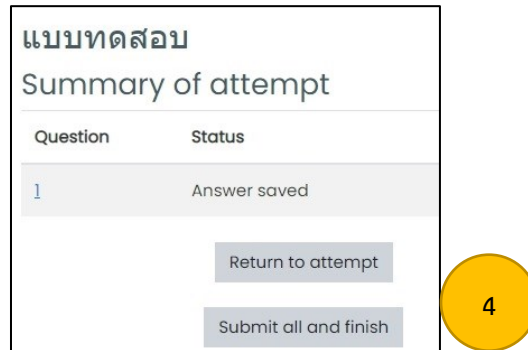 แบบทดสอบ
Summary of attempt
Question Status
1 Answer saved
Return to attempt
Submit all and finish
4